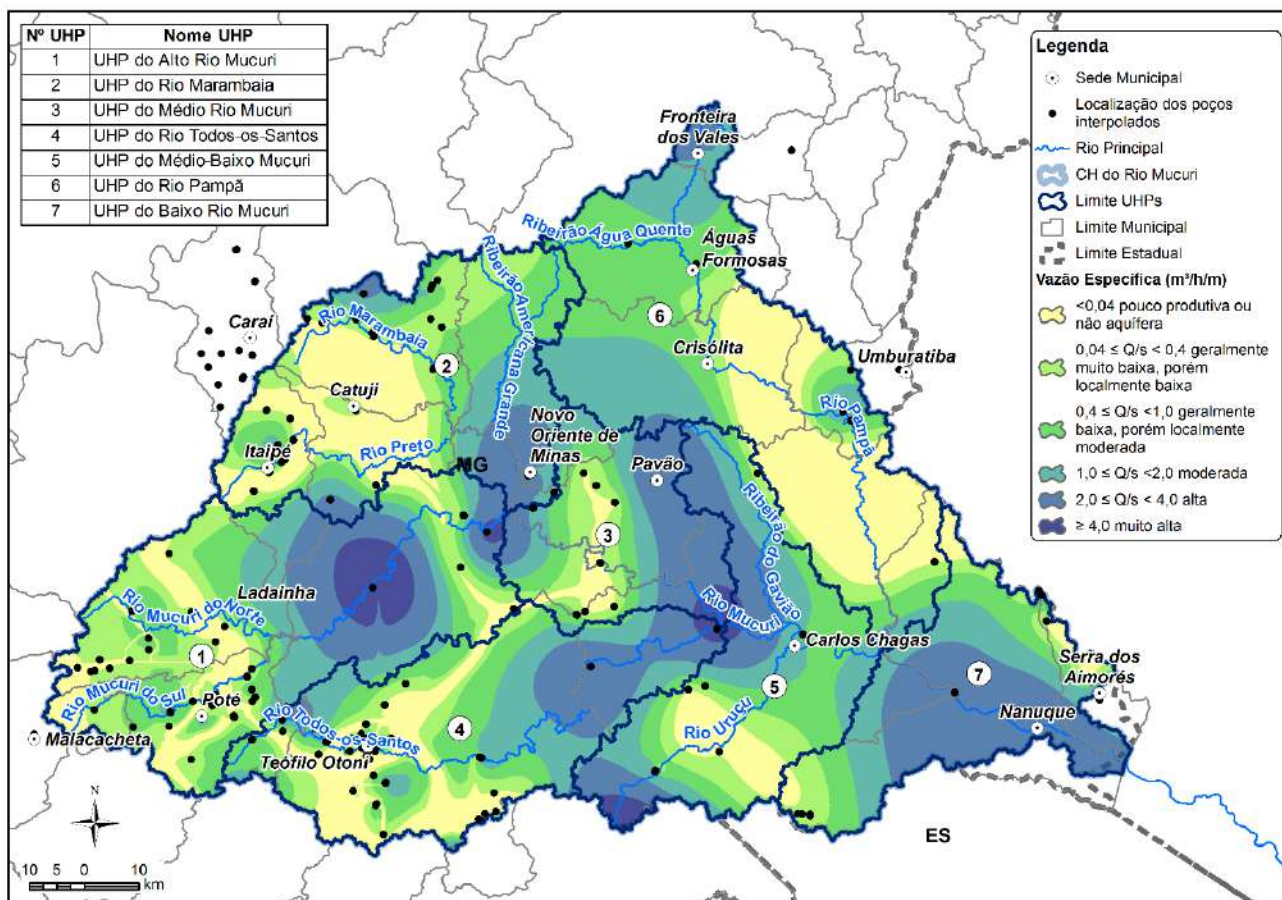 Nº UHP Nome UHP
1 UHP do Alto Rio Mucuri
2 UHP do Rio Marambaia
3 UHP do Médio Rio Mucuri
4 UHP do Rio Todos-os-Santos
5 UHP do Médio-Baixo Mucuri
6 UHP do Rio Pampã
7 UHP do Baixo Rio Mucuri
Legenda
Sede Municipal
Localização dos poços
interpolados
Rio Principal
CH do Rio Mucuri
Limite UHPs
Limite Municipal
Limite Estadual
Vazão Específica (m³/h/m)
<0,04 pouco produtiva ou
não aquífera
0,04 ≤ Q/s < 0,4 geralmente
muito baixa, porém
localmente baixa
0,4 ≤ Q/s <1,0 geralmente
baixa, porém localmente
moderada
1,0 ≤ Q/s <2,0 moderada
2,0 ≤ Q/s < 4,0 alta
≥ 4,0 muito alta
Fronteira
dos Vales
Ribeirão Água Quente
Águas
Formosas
Ribeirão Americana Grande
Rio Marambaia
Caraí
6
Crisólita
Umburatiba
2
Catuji
Rio Pampã
Novo
Oriente de
Minas
Itaipé
Rio Preto
MG
Pavão
Ribeirão do Gavião
3
Ladainha
Rio Mucuri do Norte
Rio Mucuri
Carlos Chagas
1
Serra dos
Aimorés
7
5
Rio Mucuri do Sul
Poté
Nanuque
4
Rio Todos-os-Santos
Rio Urucu
Malacacheta
Teófilo Otoni
N
ES
10 5 0 10
km